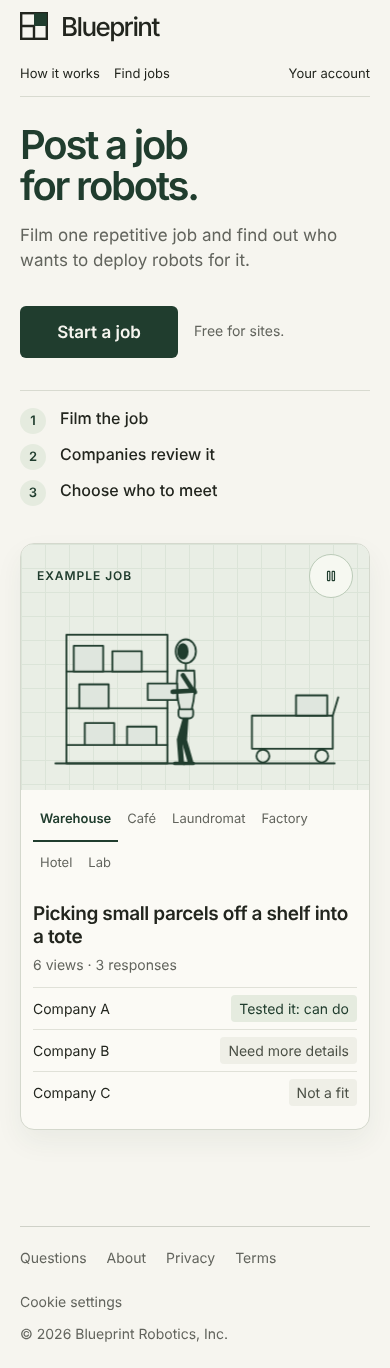 Blueprint
How it works Find jobs Your account
Post a job
for robots.
Film one repetitive job and find out who
wants to deploy robots for it.
Start a job Free for sites.
1 Film the job
2 Companies review it
3 Choose who to meet
EXAMPLE JOB
Warehouse Café Laundromat Factory
Hotel Lab
Picking small parcels off a shelf into
a tote
6 views · 3 responses
Company A Tested it: can do
Company B Need more details
Company C Not a fit
Questions About Privacy Terms
Cookie settings
© 2026 Blueprint Robotics, Inc.